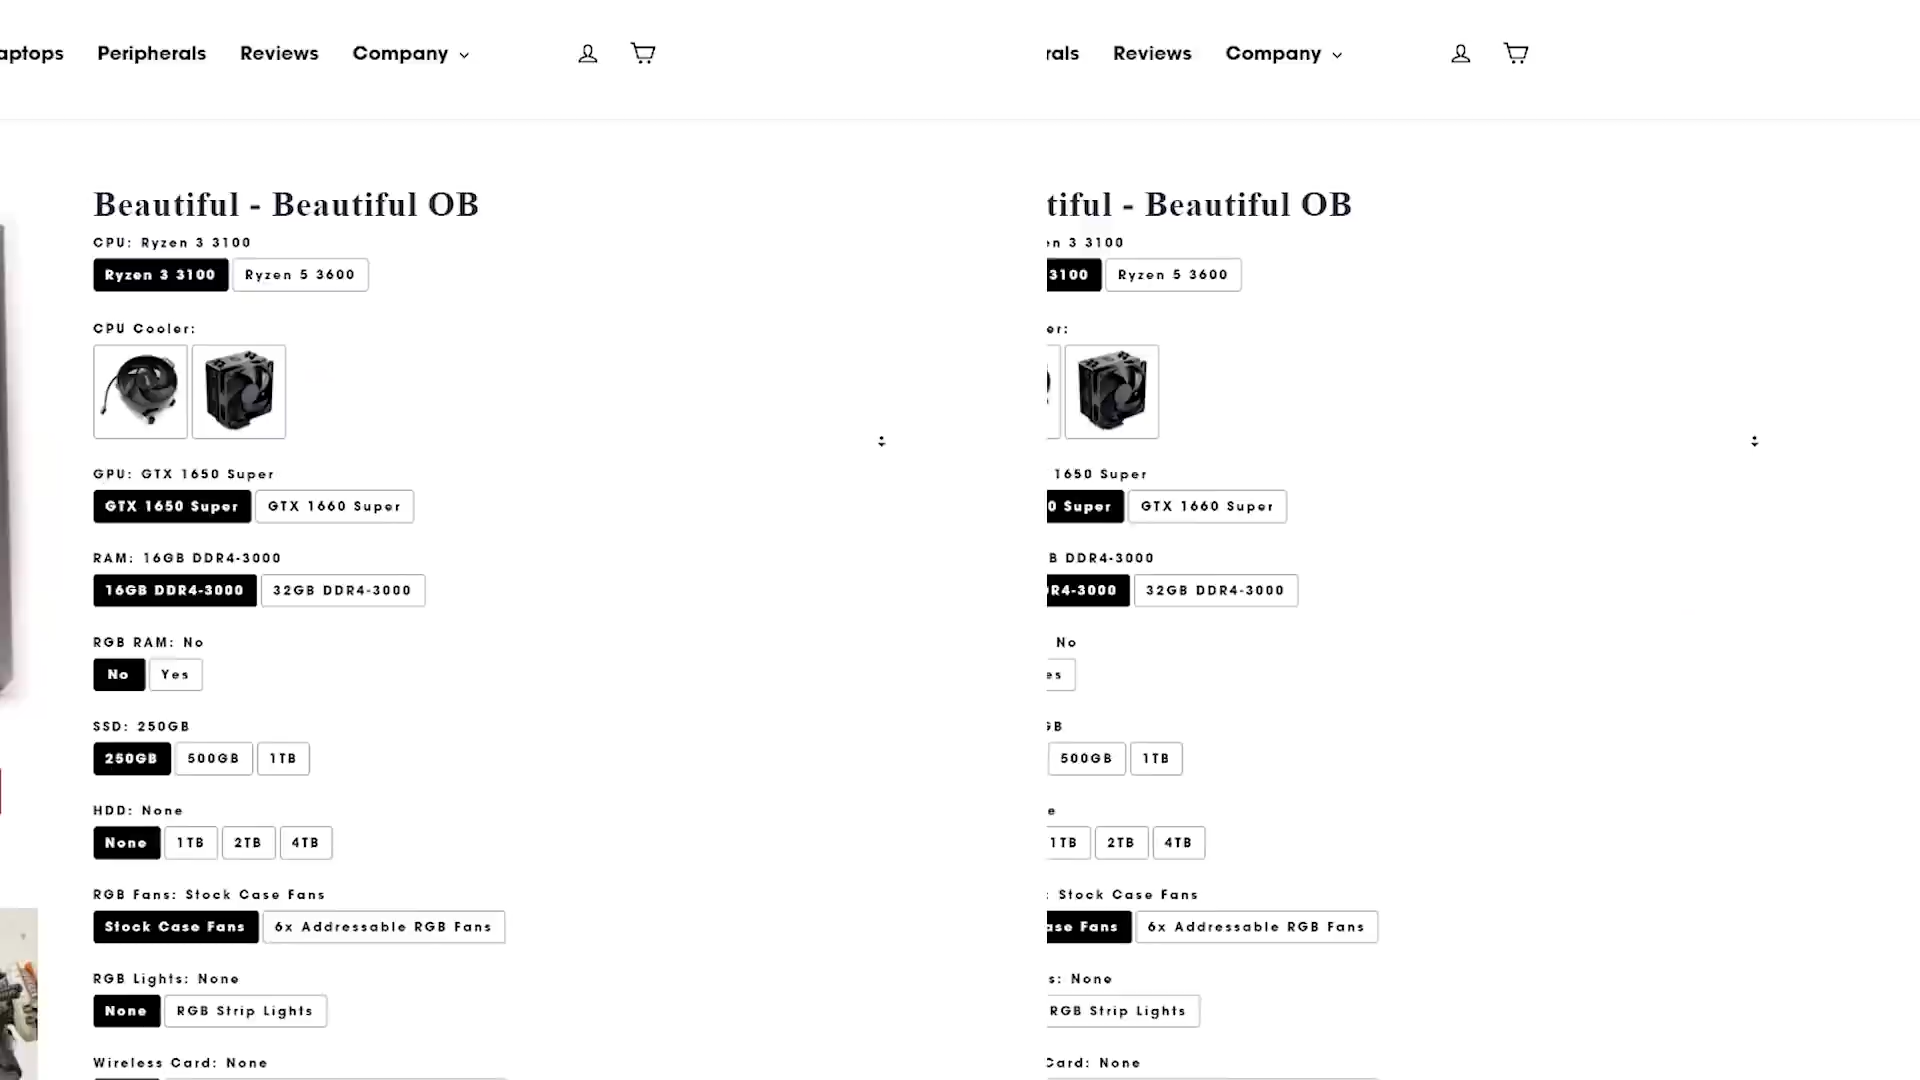 aptops Peripherals Reviews Company
Beautiful - Beautiful OB
CPU: Ryzen 3 3100
Ryzen 3 3100 Ryzen 5 3600
CPU Cooler:
GPU: GTX 1650 Super
GTX 1650 Super GTX 1660 Super
RAM: 16GB DDR4-3000
16GB DDR4-3000 32GB DDR4-3000
RGB RAM: No
No Yes
SSD: 250GB
250GB 500GB 1TB
HDD: None
None 1TB 2TB 4TB
RGB Fans: Stock Case Fans
Stock Case Fans 6x Addressable RGB Fans
RGB Lights: None
None RGB Strip Lights
Wireless Card: None
rals Reviews Company
tiful - Beautiful OB
en 3 3100
3100 Ryzen 5 3600
er:
1650 Super
0 Super GTX 1660 Super
B DDR4-3000
R4-3000 32GB DDR4-3000
No
es
GB
500GB 1TB
e
1TB 2TB 4TB
: Stock Case Fans
ase Fans 6x Addressable RGB Fans
s: None
RGB Strip Lights
Card: None